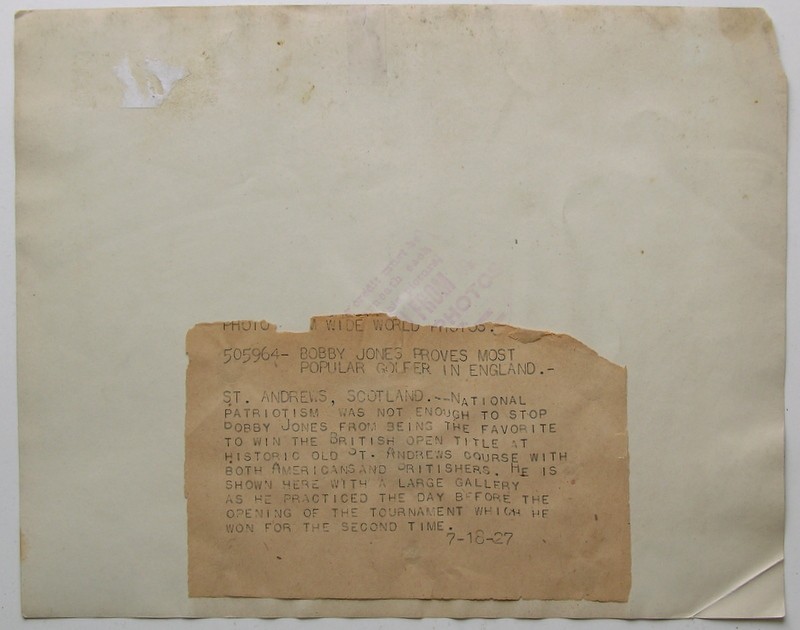 WIDE WORLD PHOTOS.
505964- BOBBY JONES PROVES MOST
POPULAR GOLFER IN ENGLAND.-
ST. ANDREWS, SCOTLAND.--NATIONAL
PATRIOTISM WAS NOT ENOUGH TO STOP
BOBBY JONES FROM BEING THE FAVORITE
TO WIN THE BRITISH OPEN TITLE AT
HISTORIC OLD ST. ANDREWS COURSE WITH
BOTH AMERICANSAND BRITISHERS. HE IS
SHOWN HERE WITH A LARGE GALLERY
AS HE PRACTICED THE DAY BEFORE THE
OPENING OF THE TOURNAMENT WHICH HE
WON FOR THE SECOND TIME.
7-18-27